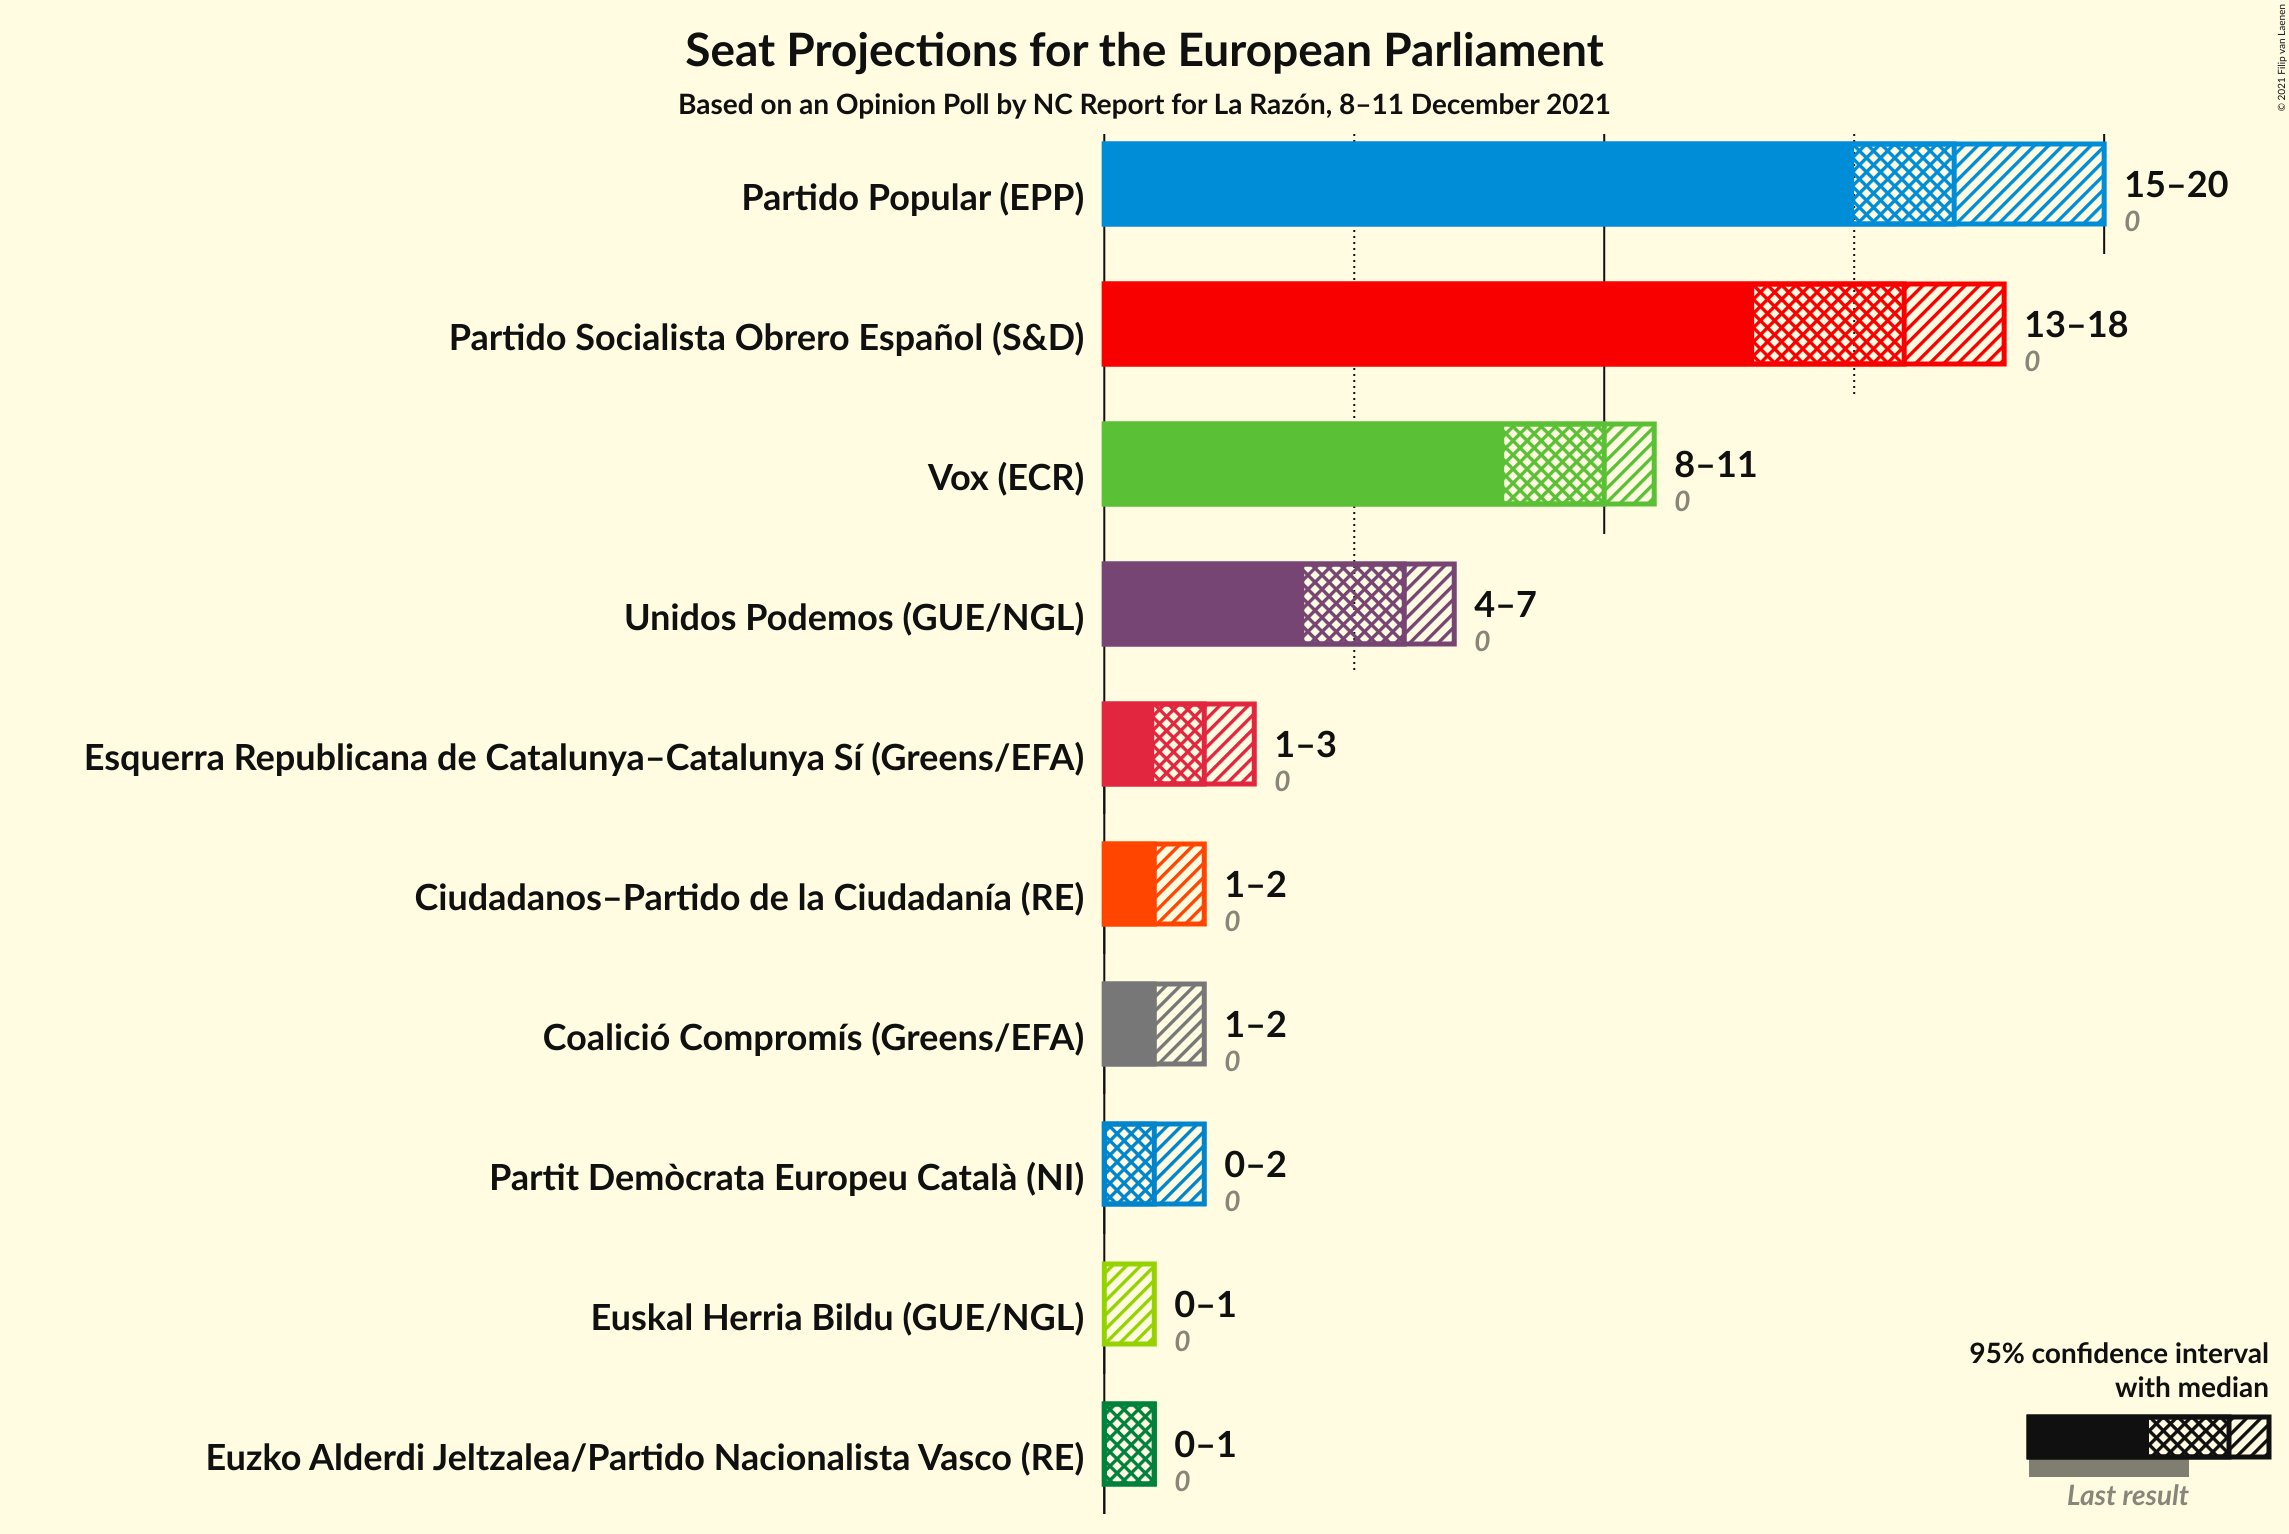 Seat Projections for the European Parliament
Based on an Opinion Poll by NC Report for La Razón, 8–11 December 2021
© 2021 Filip van Laenen
Partido Popular (EPP)
15–20
0
Partido Socialista Obrero Español (S&D)
13–18
0
Vox (ECR)
8–11
0
Unidos Podemos (GUE/NGL)
4–7
0
Esquerra Republicana de Catalunya–Catalunya Sí (Greens/EFA)
1–3
0
Ciudadanos–Partido de la Ciudadanía (RE)
1–2
0
Coalició Compromís (Greens/EFA)
1–2
0
Partit Demòcrata Europeu Català (NI)
0–2
0
Euskal Herria Bildu (GUE/NGL)
0–1
0
Euzko Alderdi Jeltzalea/Partido Nacionalista Vasco (RE)
0–1
0
95% confidence interval
with median
Last result